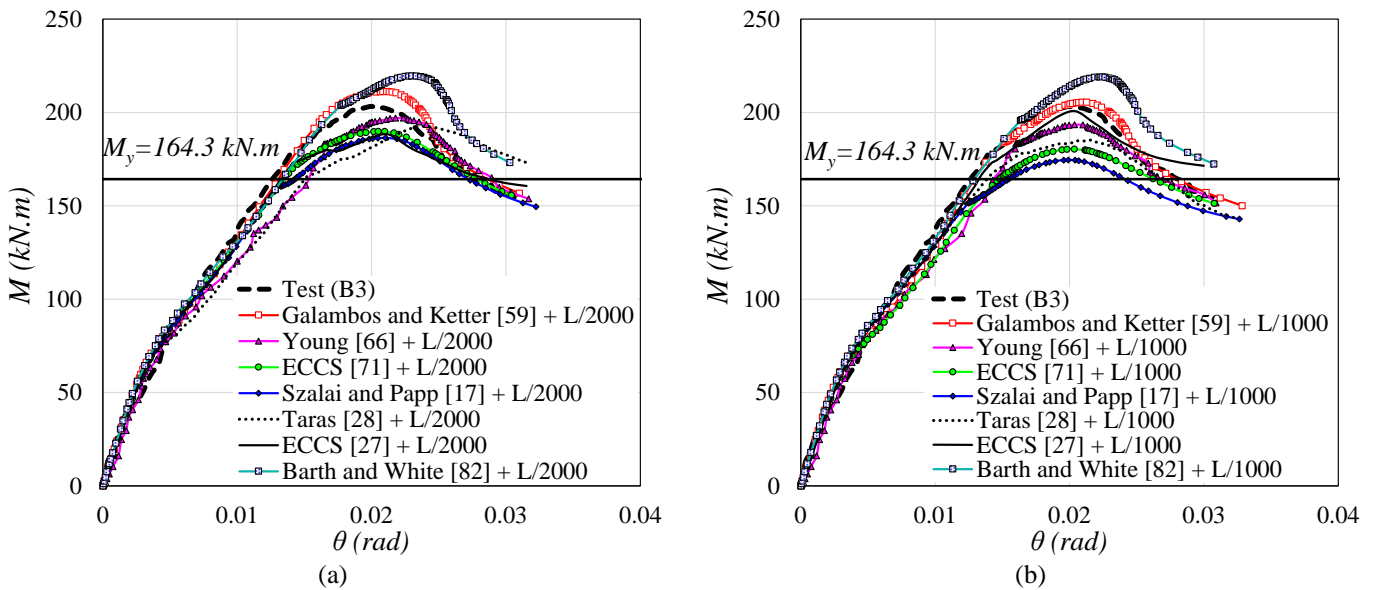 250
200
150
100
50
0
M (kN.m)
M_y=164.3 kN.m
Test (B3)
Galambos and Ketter [59] + L/2000
Young [66] + L/2000
ECCS [71] + L/2000
Szalai and Papp [17] + L/2000
Taras [28] + L/2000
ECCS [27] + L/2000
Barth and White [82] + L/2000
0 0.01 0.02 0.03 0.04
θ (rad)
(a)
250
200
150
100
50
0
M (kN.m)
M_y=164.3 kN.m
Test (B3)
Galambos and Ketter [59] + L/1000
Young [66] + L/1000
ECCS [71] + L/1000
Szalai and Papp [17] + L/1000
Taras [28] + L/1000
ECCS [27] + L/1000
Barth and White [82] + L/1000
0 0.01 0.02 0.03 0.04
θ (rad)
(b)